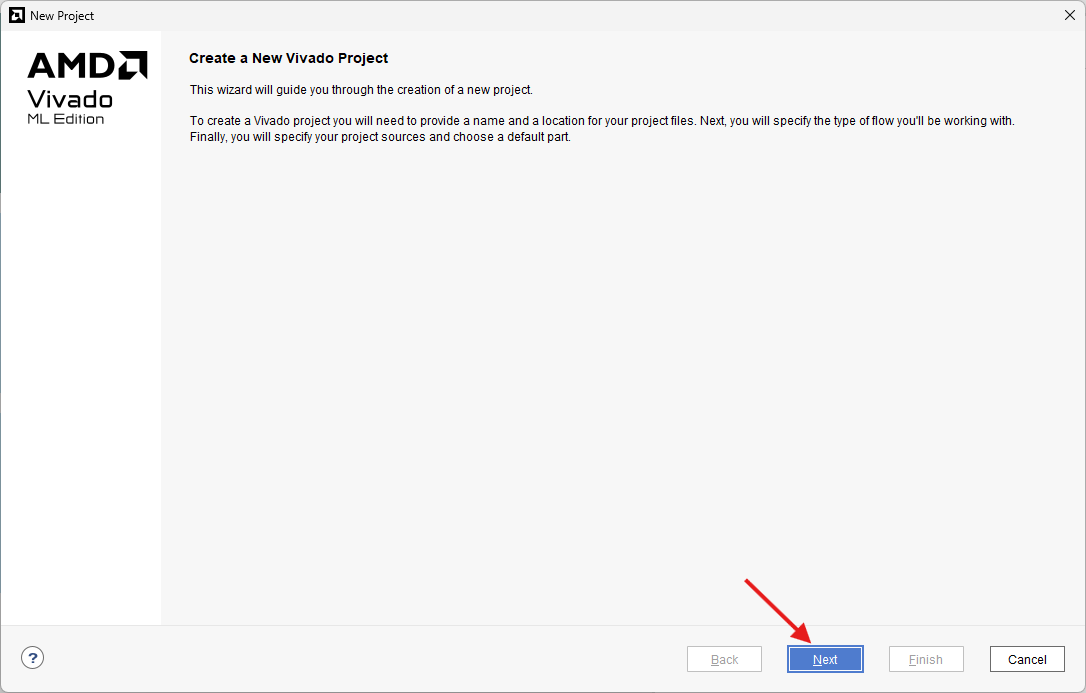 New Project
AMD
Vivado
ML Edition
Create a New Vivado Project
This wizard will guide you through the creation of a new project.
To create a Vivado project you will need to provide a name and a location for your project files. Next, you will specify the type of flow you'll be working with.
Finally, you will specify your project sources and choose a default part.
?
Back
Next
Finish
Cancel